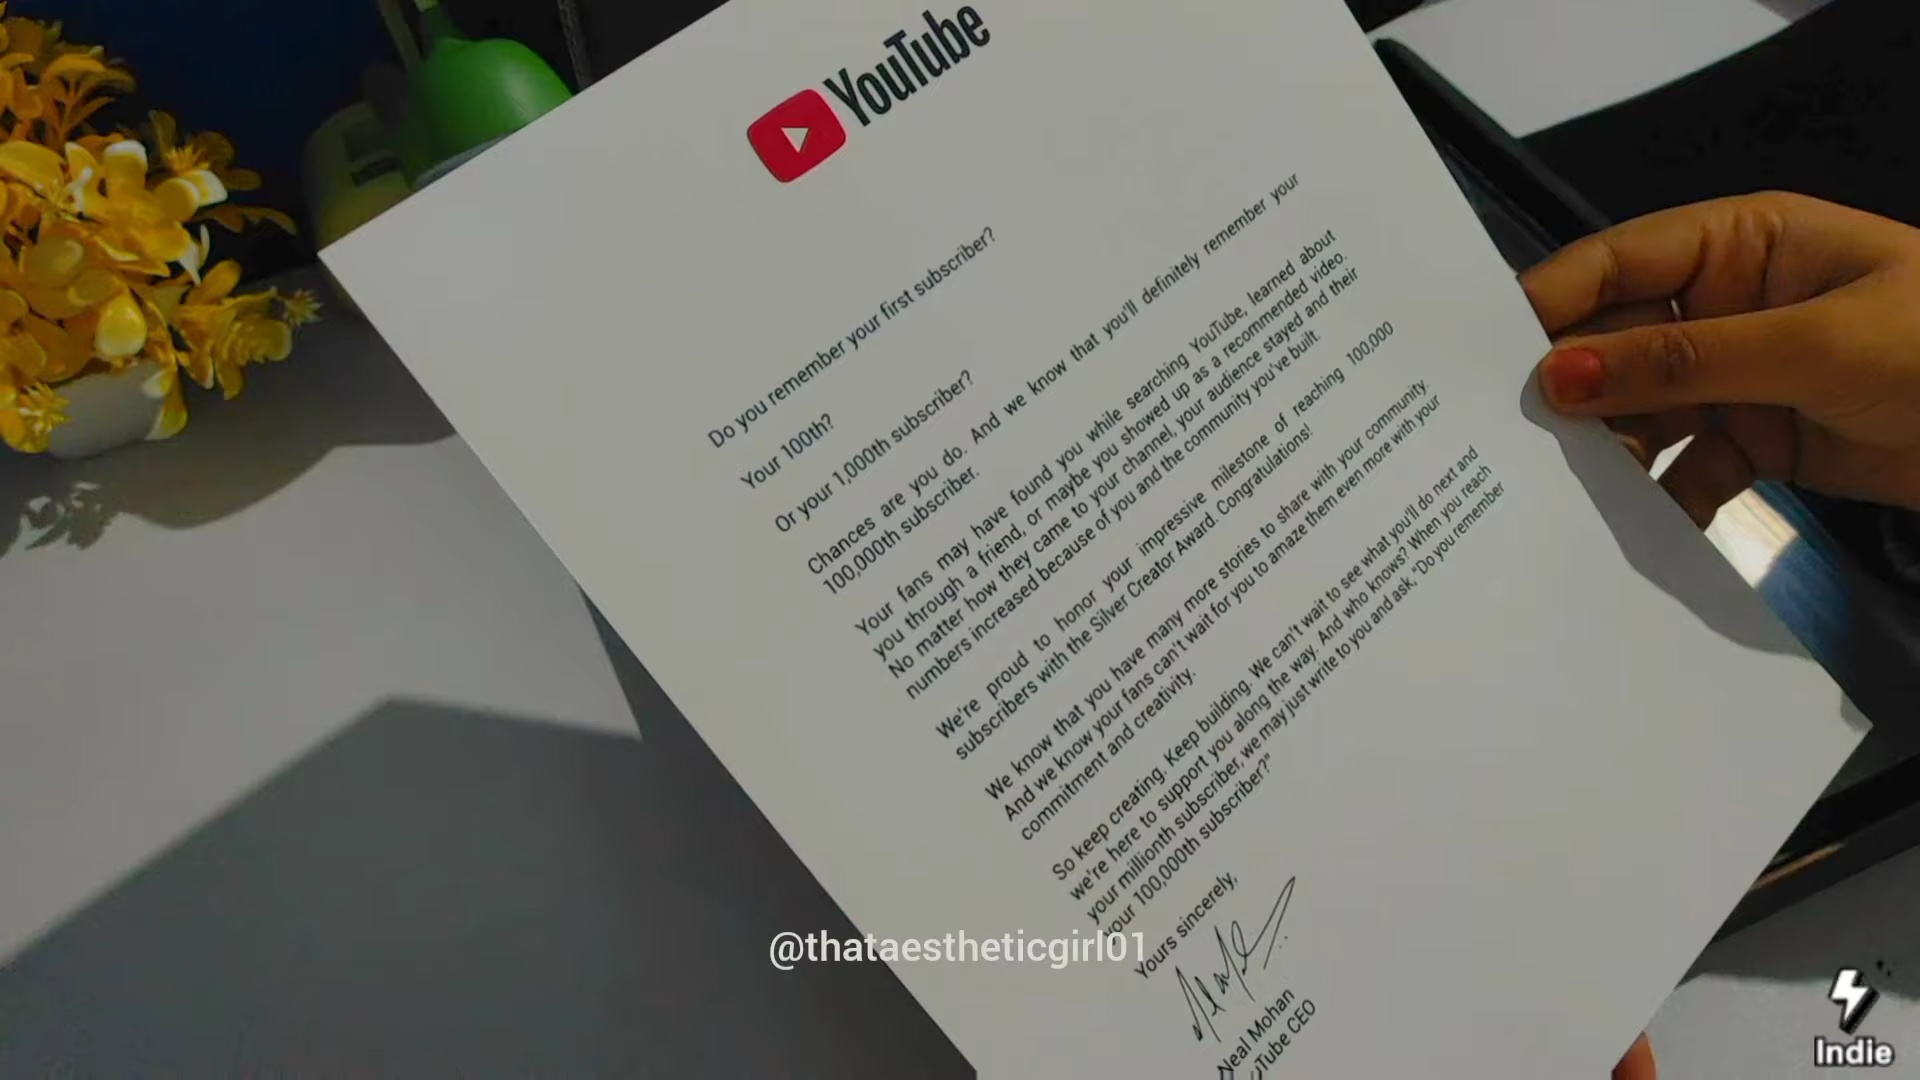 YouTube
Do you remember your first subscriber?
Your 100th?
Or your 1,000th subscriber?
Chances are you do. And we know that you'll definitely remember your
100,000th subscriber.
Your fans may have found you while searching YouTube, learned about
you through a friend, or maybe you showed up as a recommended video.
No matter how they came to your channel, your audience stayed and their
numbers increased because of you and the community you've built.
We're proud to honor your impressive milestone of reaching 100,000
subscribers with the Silver Creator Award. Congratulations!
We know that you have many more stories to share with your community.
And we know your fans can't wait for you to amaze them even more with your
commitment and creativity.
So keep creating. Keep building. We can't wait to see what you'll do next and
we're here to support you along the way. And who knows? When you reach
your millionth subscriber, we may just write to you and ask, "Do you remember
your 100,000th subscriber?"
Yours sincerely,
Neal Mohan
uTube CEO
@thataestheticgirl01
Indie